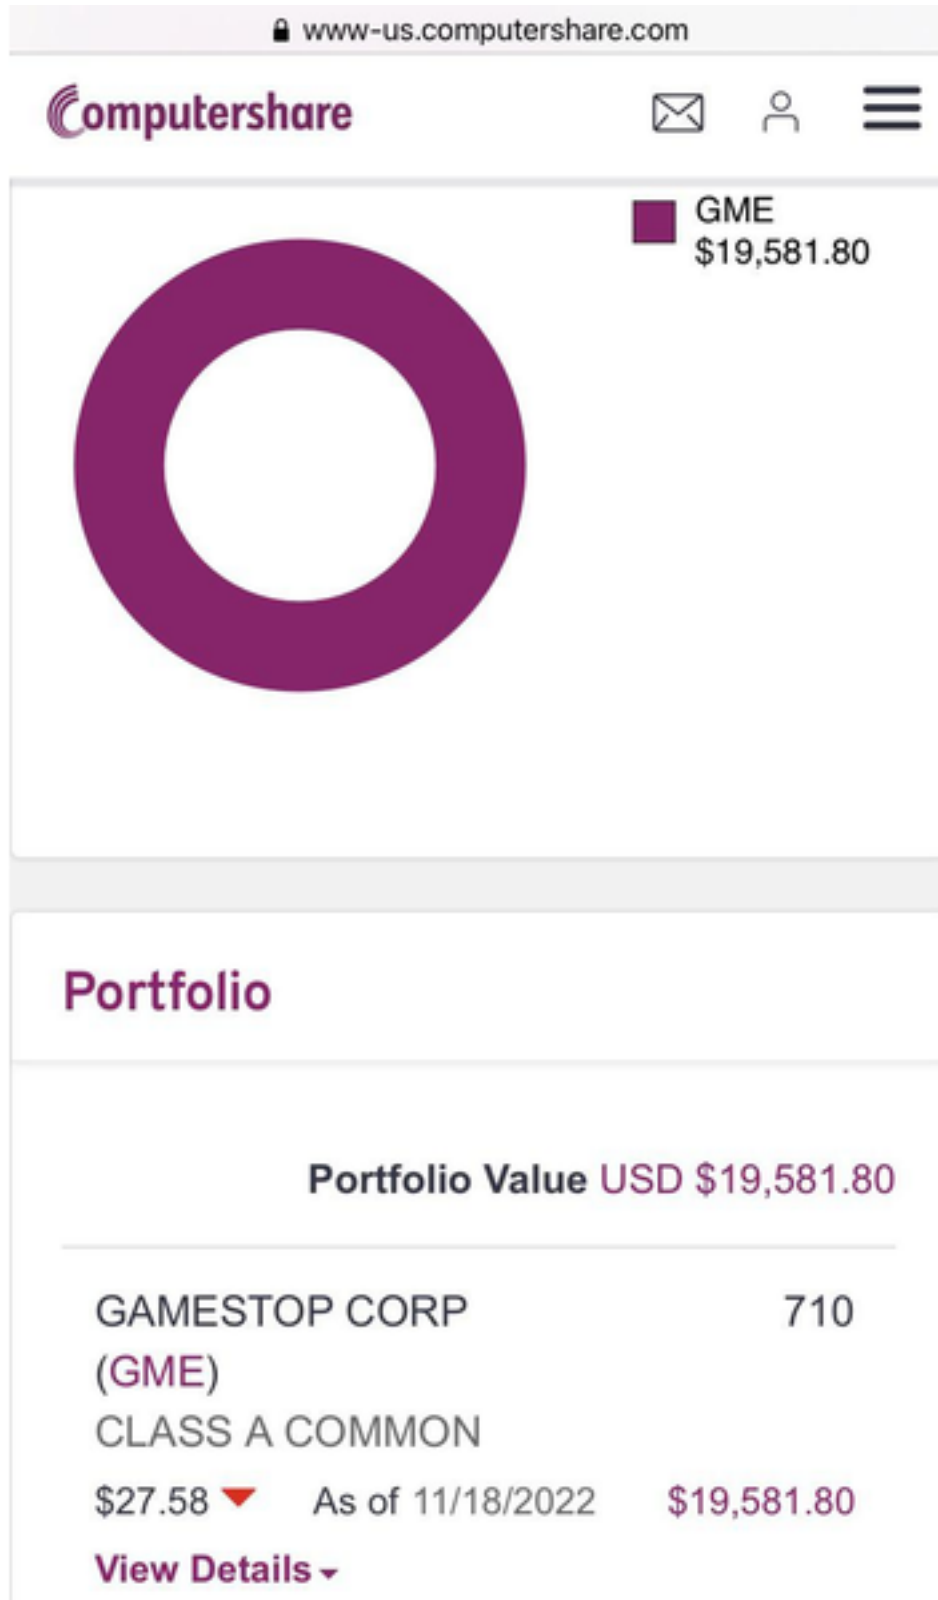 www-us.computershare.com
Computershare
GME
$19,581.80
Portfolio
Portfolio Value USD $19,581.80
GAMESTOP CORP 710
(GME)
CLASS A COMMON
$27.58 As of 11/18/2022 $19,581.80
View Details